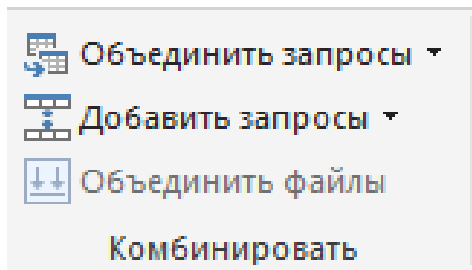 Объединить запросы
Добавить запросы
Объединить файлы
Комбинировать